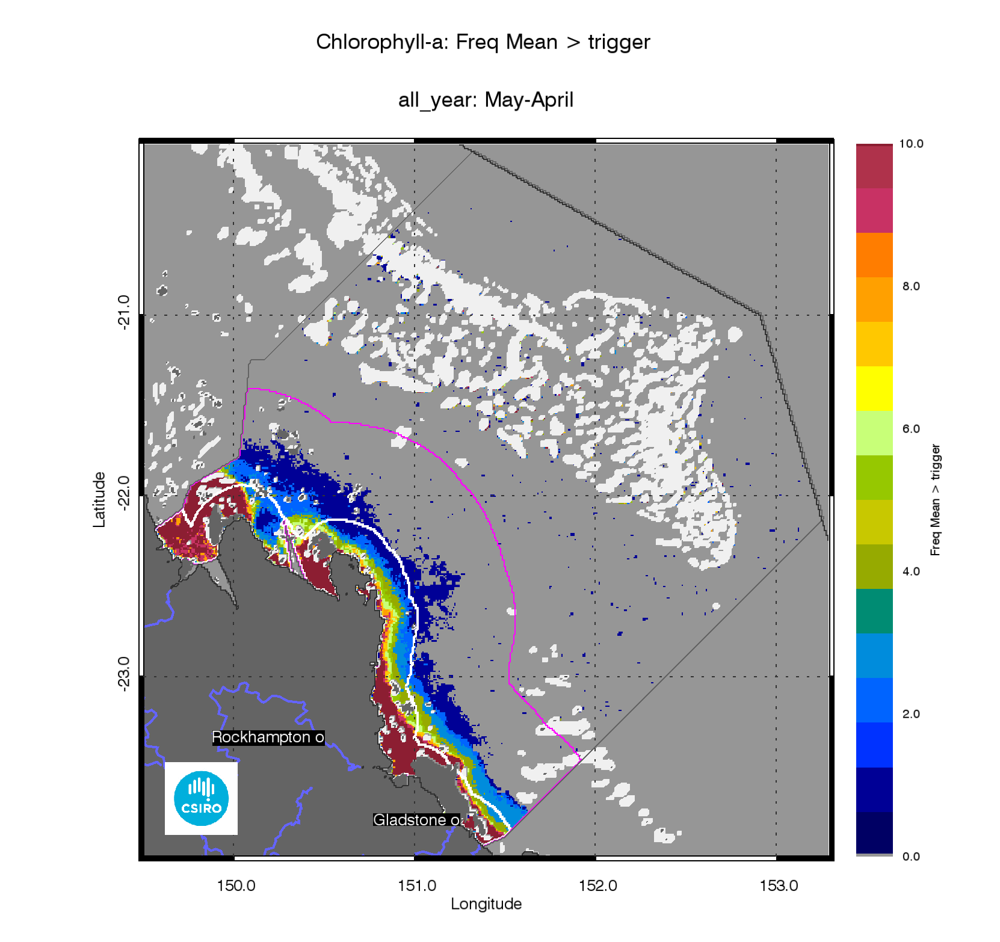 Chlorophyll-a: Freq Mean > trigger
all_year: May-April
10.0
8.0
6.0
4.0
2.0
0.0
Freq Mean > trigger
-21.0
-22.0
-23.0
Latitude
Rockhampton o
CSIRO
Gladstone o
150.0
151.0
152.0
153.0
Longitude